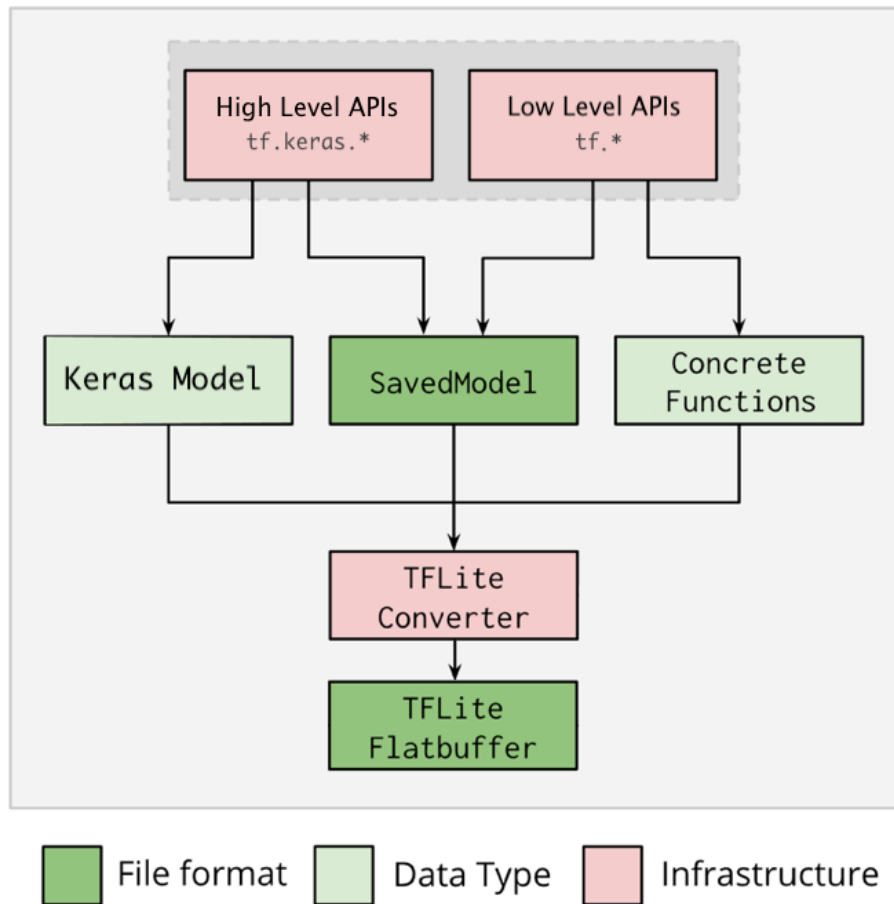 High Level APIs
tf.keras.*
Low Level APIs
tf.*
Keras Model
SavedModel
Concrete
Functions
TFLite
Converter
TFLite
Flatbuffer
File format
Data Type
Infrastructure